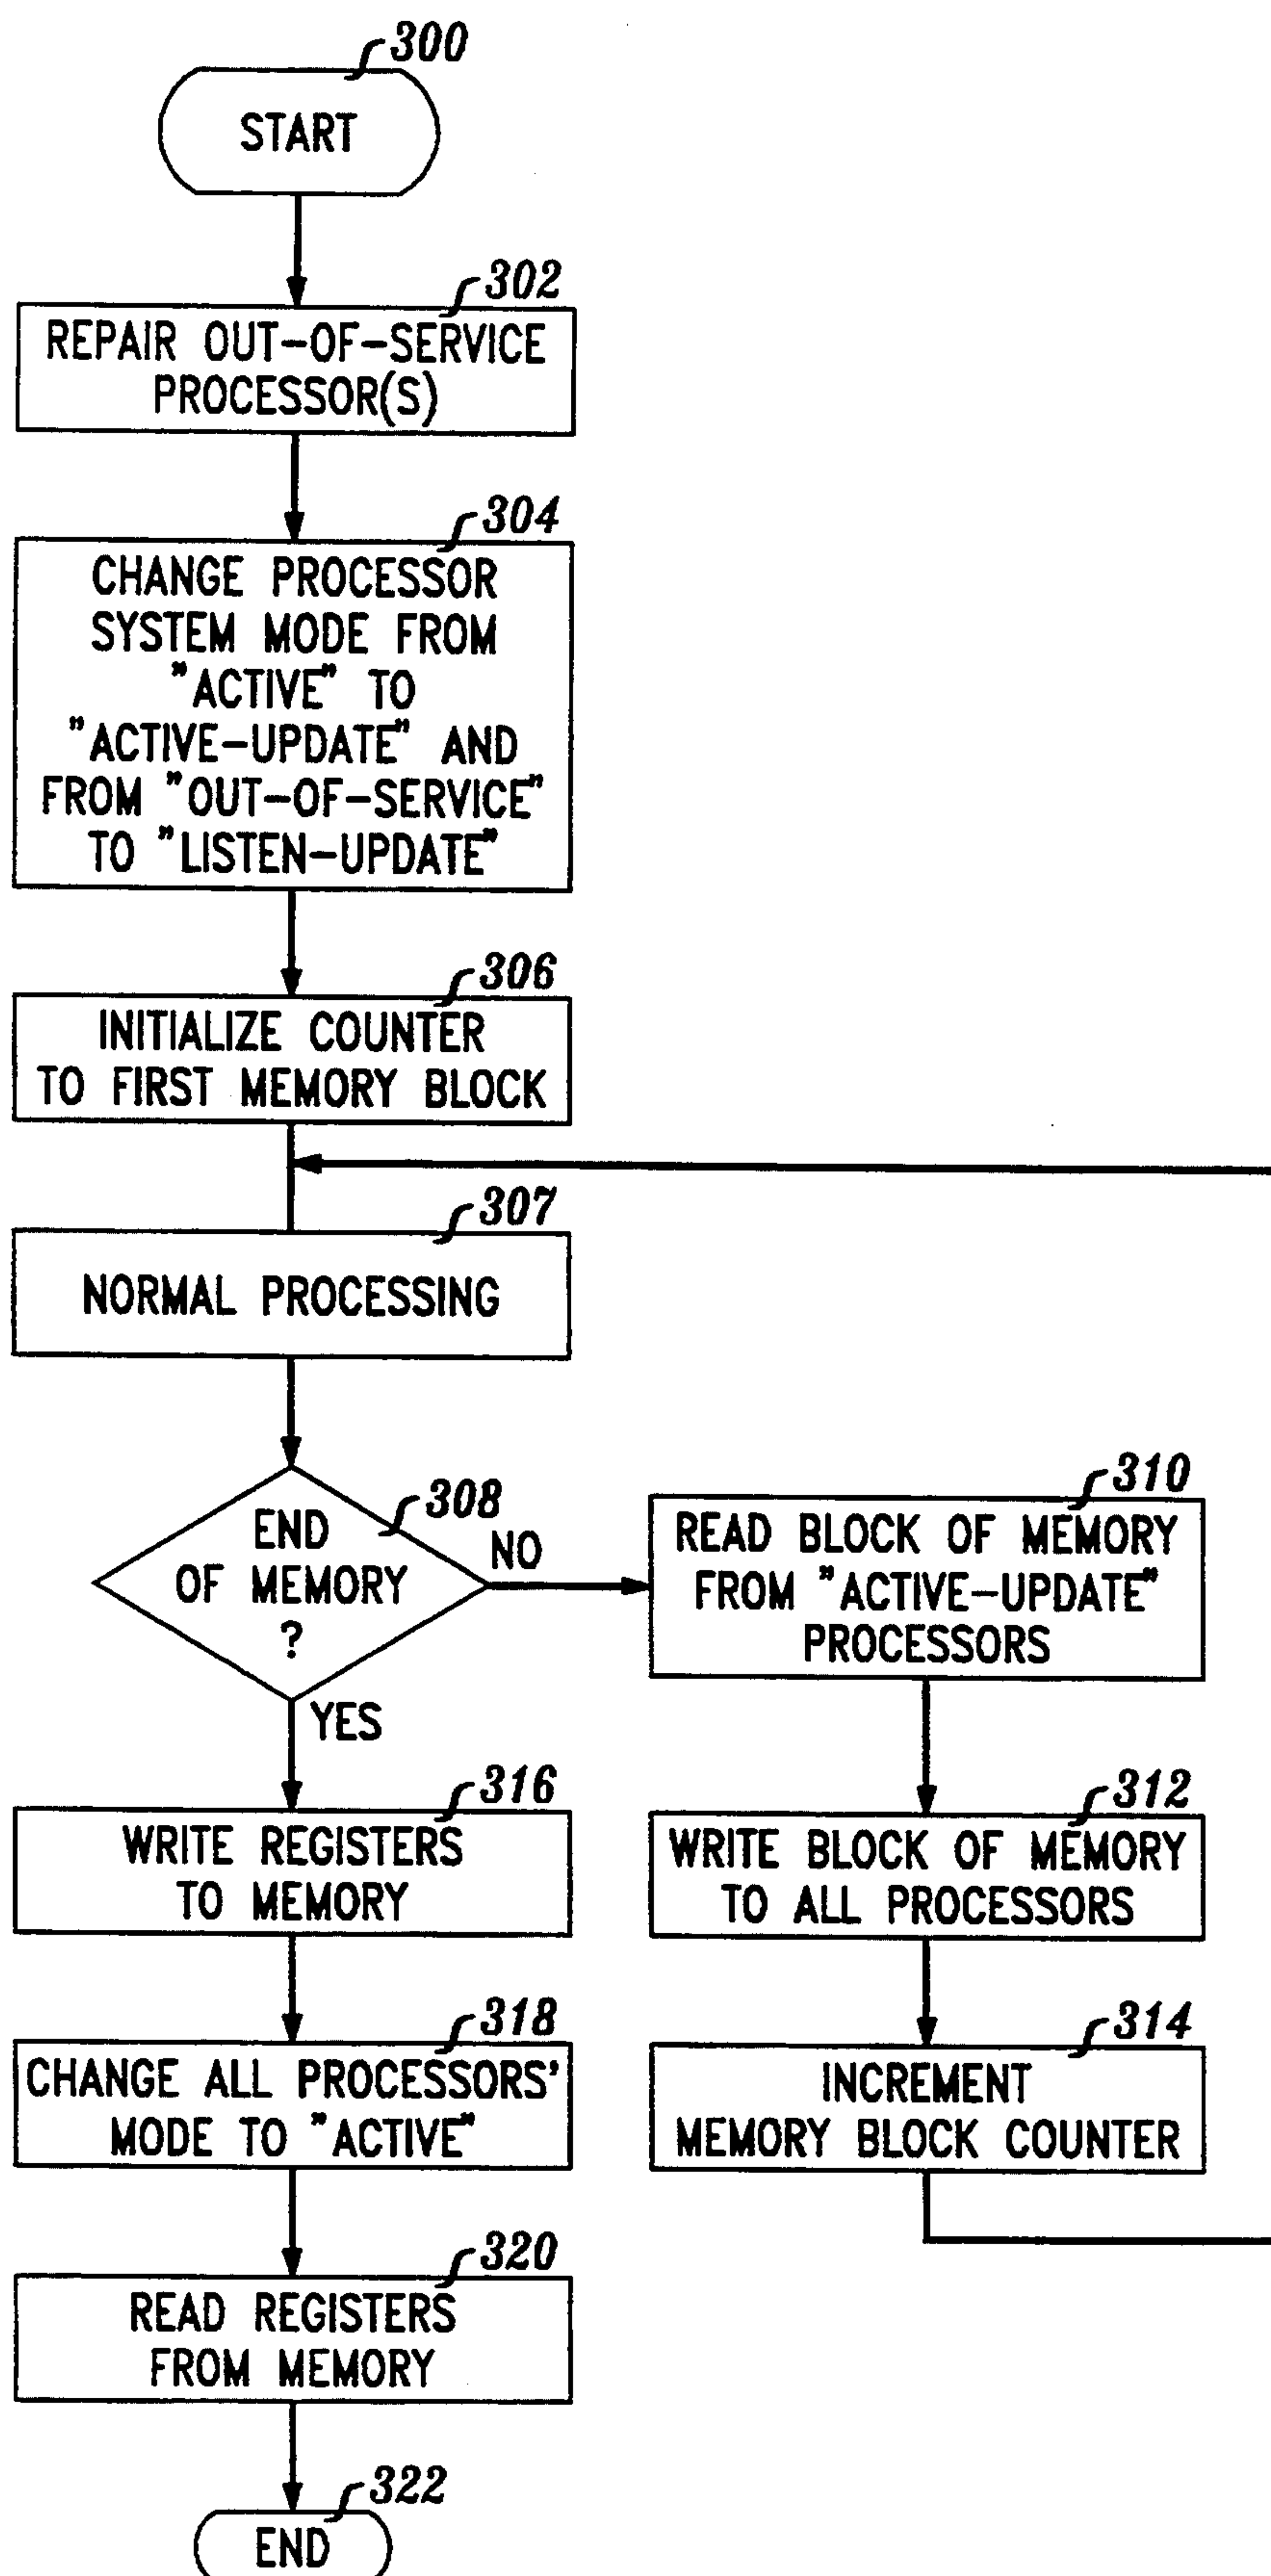 300
START
302
REPAIR OUT-OF-SERVICE
PROCESSOR(S)
304
CHANGE PROCESSOR
SYSTEM MODE FROM
"ACTIVE" TO
"ACTIVE-UPDATE" AND
FROM "OUT-OF-SERVICE"
TO "LISTEN-UPDATE"
306
INITIALIZE COUNTER
TO FIRST MEMORY BLOCK
307
NORMAL PROCESSING
308
END
OF MEMORY
?
NO
YES
310
READ BLOCK OF MEMORY
FROM "ACTIVE-UPDATE"
PROCESSORS
312
WRITE BLOCK OF MEMORY
TO ALL PROCESSORS
314
INCREMENT
MEMORY BLOCK COUNTER
316
WRITE REGISTERS
TO MEMORY
318
CHANGE ALL PROCESSORS'
MODE TO "ACTIVE"
320
READ REGISTERS
FROM MEMORY
322
END